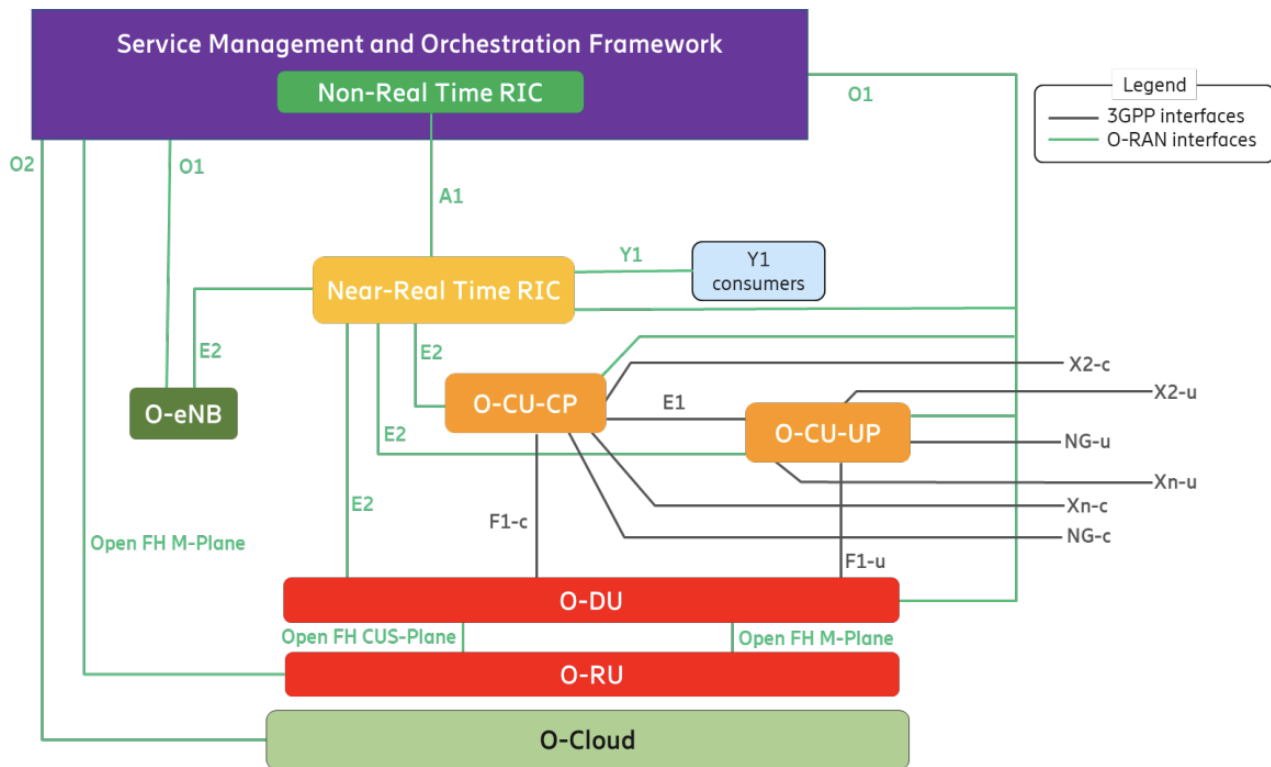 Service Management and Orchestration Framework
Non-Real Time RIC
O1
Legend
3GPP interfaces
O-RAN interfaces
O2
O1
A1
Y1
Y1
consumers
Near-Real Time RIC
E2
E2
X2-c
O-eNB
O-CU-CP
E1
X2-u
E2
O-CU-UP
NG-u
Xn-u
E2
Xn-c
F1-c
NG-c
Open FH M-Plane
F1-u
O-DU
Open FH CUS-Plane
Open FH M-Plane
O-RU
O-Cloud